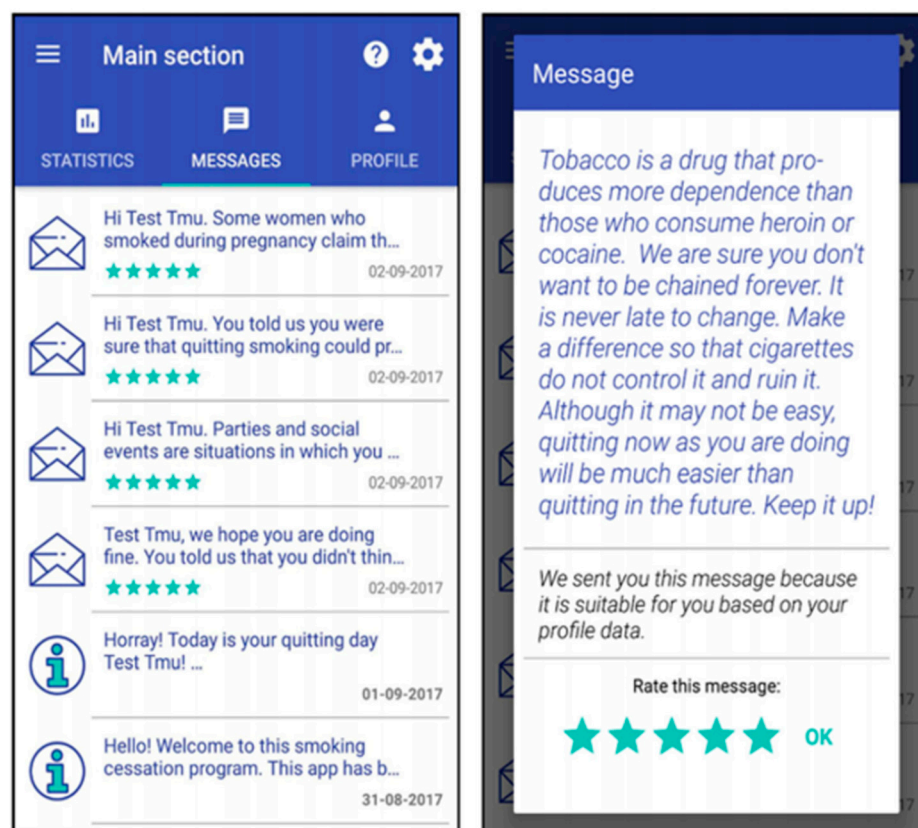 Main section
STATISTICS
MESSAGES
PROFILE
Hi Test Tmu. Some women who
smoked during pregnancy claim th...
02-09-2017
Hi Test Tmu. You told us you were
sure that quitting smoking could pr...
02-09-2017
Hi Test Tmu. Parties and social
events are situations in which you ...
02-09-2017
Test Tmu, we hope you are doing
fine. You told us that you didn't thin...
02-09-2017
Horray! Today is your quitting day
Test Tmu! ...
01-09-2017
Hello! Welcome to this smoking
cessation program. This app has b...
31-08-2017
Message
Tobacco is a drug that pro-
duces more dependence than
those who consume heroin or
cocaine. We are sure you don't
want to be chained forever. It
is never late to change. Make
a difference so that cigarettes
do not control it and ruin it.
Although it may not be easy,
quitting now as you are doing
will be much easier than
quitting in the future. Keep it up!
We sent you this message because
it is suitable for you based on your
profile data.
Rate this message:
OK
17
17
17
17
17
17